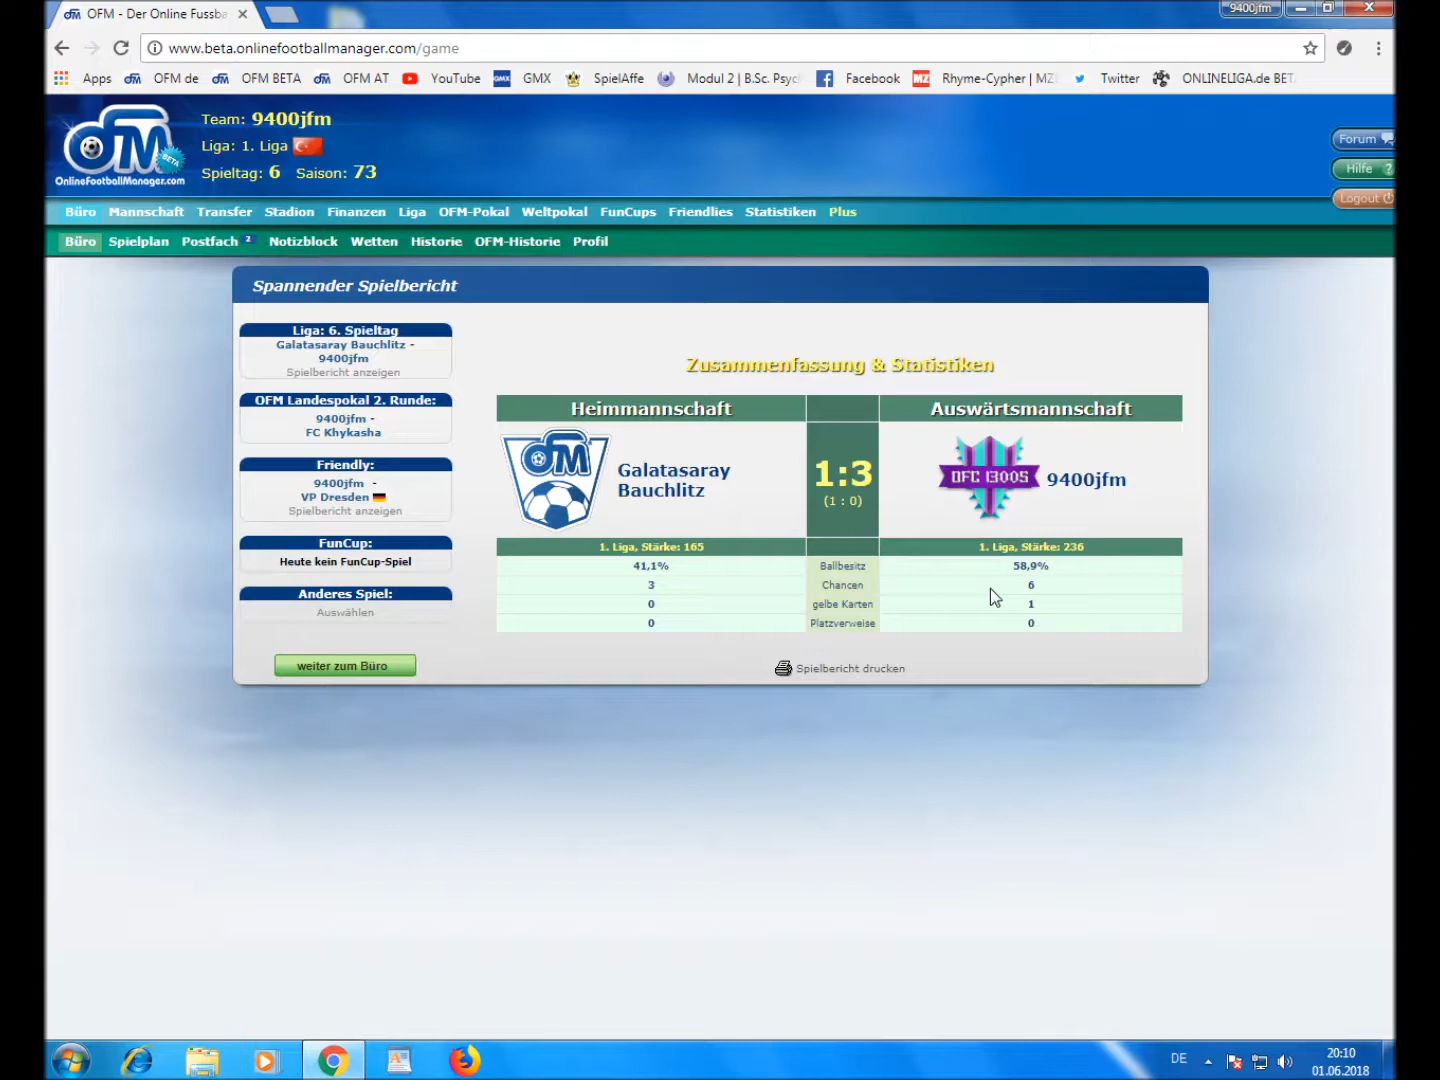 OFM - Der Online Fussba
9400jfm
www.beta.onlinefootballmanager.com/game
Apps OFM de OFM BETA OFM AT YouTube GMX SpielAffe Modul 2 | B.Sc. Psyc Facebook Rhyme-Cypher | MZ Twitter ONLINELIGA.de BET
OFM
BETA
OnlineFootballManager.com
Team: 9400jfm
Liga: 1. Liga
Spieltag: 6 Saison: 73
Forum
Hilfe ?
Logout
Büro Mannschaft Transfer Stadion Finanzen Liga OFM-Pokal Weltpokal FunCups Friendlies Statistiken Plus
Büro Spielplan Postfach 2 Notizblock Wetten Historie OFM-Historie Profil
Spannender Spielbericht
Liga: 6. Spieltag
Galatasaray Bauchlitz -
9400jfm
Spielbericht anzeigen
OFM Landespokal 2. Runde:
9400jfm -
FC Khykasha
Friendly:
9400jfm -
VP Dresden
Spielbericht anzeigen
FunCup:
Heute kein FunCup-Spiel
Anderes Spiel:
Auswählen
weiter zum Büro
Zusammenfassung & Statistiken
Heimmannschaft Auswärtsmannschaft
OFM
Galatasaray
Bauchlitz
1:3
(1 : 0)
OFC 13005
9400jfm
1. Liga, Stärke: 165 1. Liga, Stärke: 236
41,1% Ballbesitz 58,9%
3 Chancen 6
0 gelbe Karten 1
0 Platzverweise 0
Spielbericht drucken
DE
20:10
01.06.2018